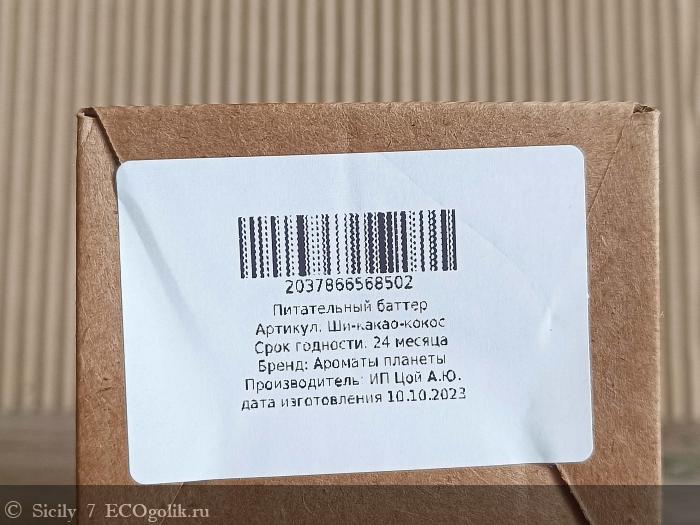 2037866568502
Питательный баттер
Артикул: Ши-какао-кокос
Срок годности: 24 месяца
Бренд: Ароматы планеты
Производитель: ИП Цой А.Ю.
дата изготовления 10.10.2023
© Sicily 7 ECOgolik.ru